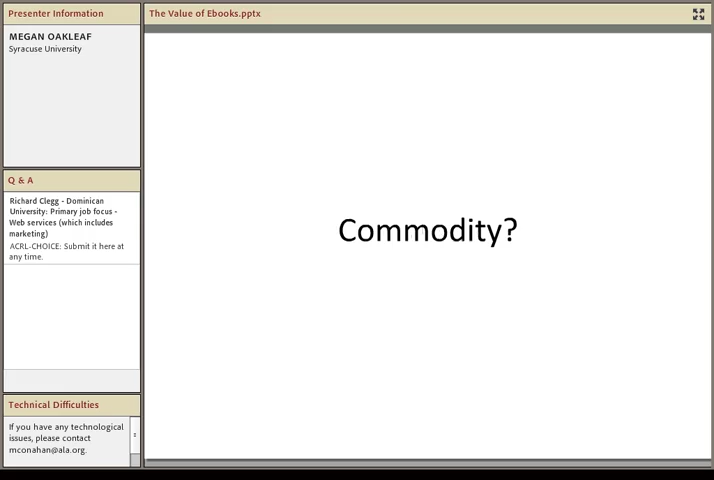 Presenter Information
MEGAN OAKLEAF
Syracuse University
Q & A
Richard Clegg - Dominican
University: Primary job focus -
Web services (which includes
marketing)
ACRL-CHOICE: Submit it here at
any time.
Technical Difficulties
If you have any technological
issues, please contact
mconahan@ala.org.
The Value of Ebooks.pptx
Commodity?